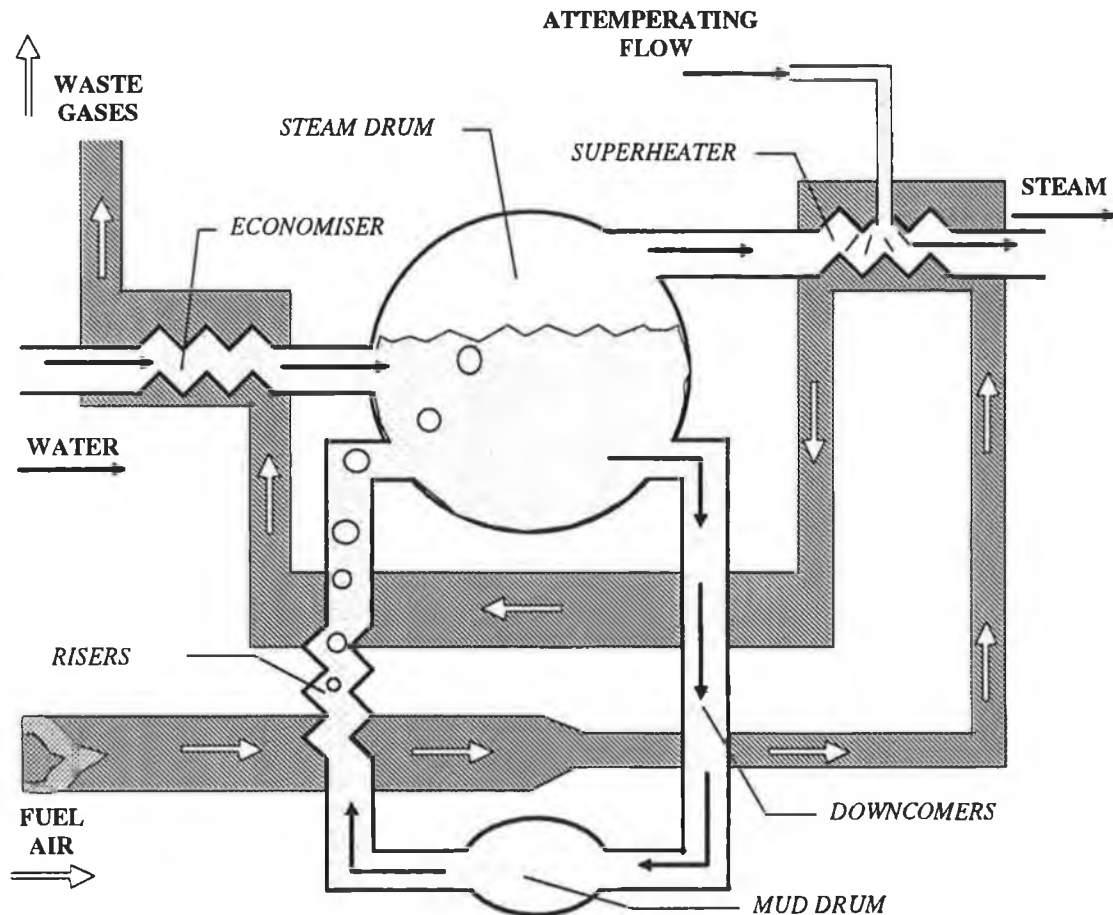 ATTEMPERATING
FLOW
WASTE
GASES
STEAM DRUM
SUPERHEATER
STEAM
ECONOMISER
WATER
RISERS
FUEL
AIR
DOWNCOMERS
MUD DRUM